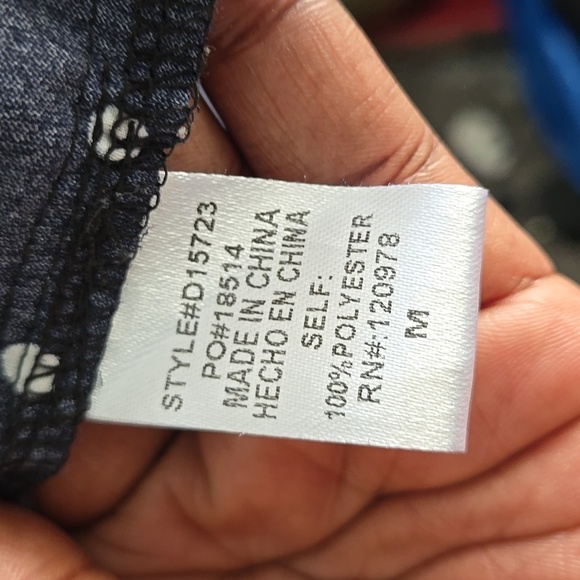 STYLE#D15723
PO#18514
MADE IN CHINA
HECHO EN CHINA
SELF:
100%POLYESTER
RN#:120978
M